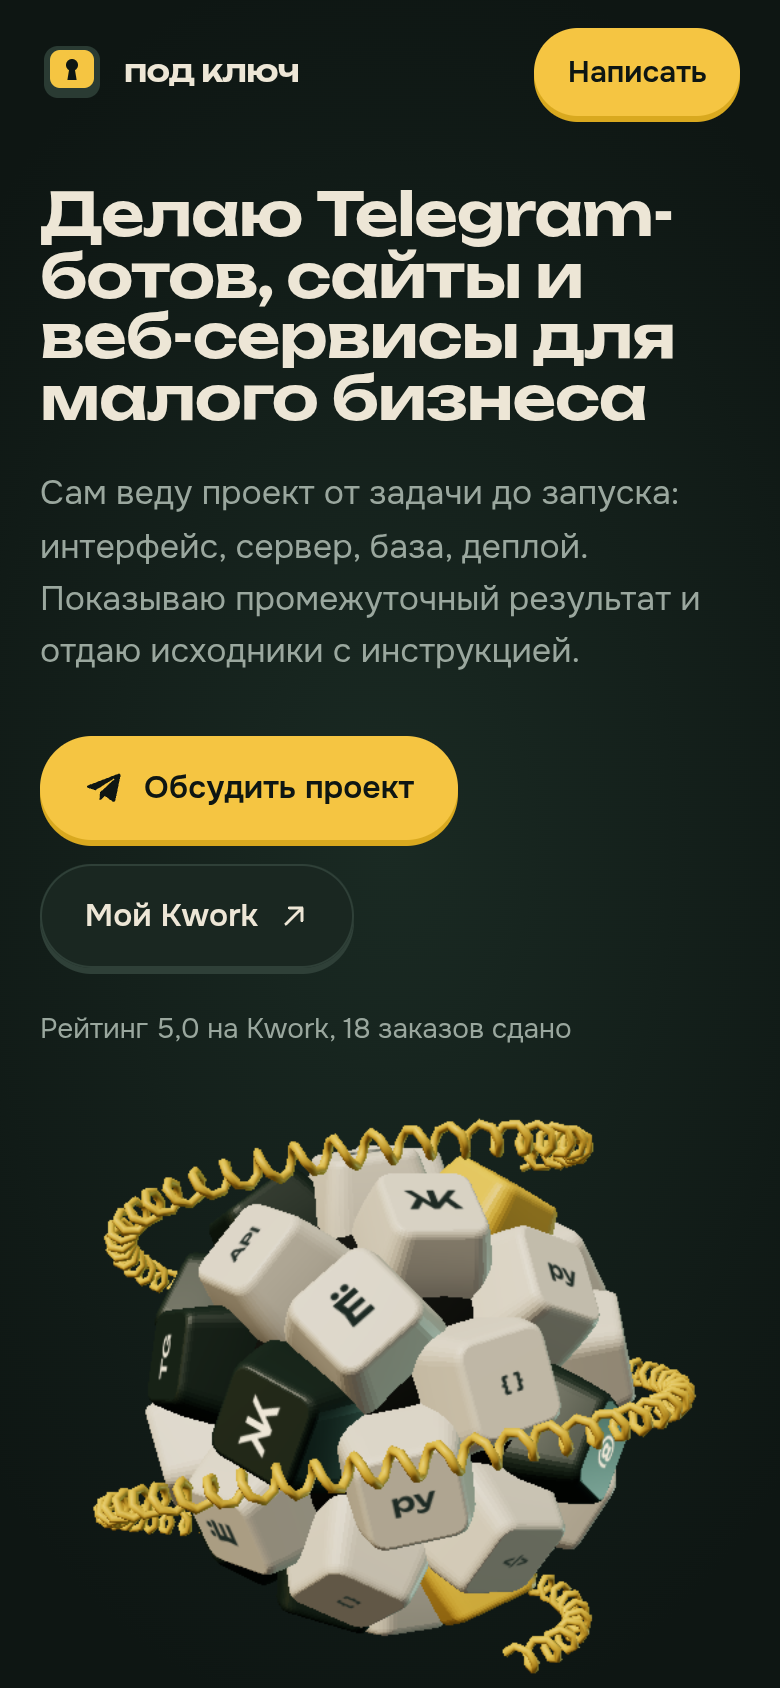 под ключ
Написать
Делаю Telegram-
ботов, сайты и
веб-сервисы для
малого бизнеса
Сам веду проект от задачи до запуска:
интерфейс, сервер, база, деплой.
Показываю промежуточный результат и
отдаю исходники с инструкцией.
Обсудить проект
Мой Kwork
Рейтинг 5,0 на Kwork, 18 заказов сдано
API
Ё
py
TG
{ }
@
py
Ё
</>